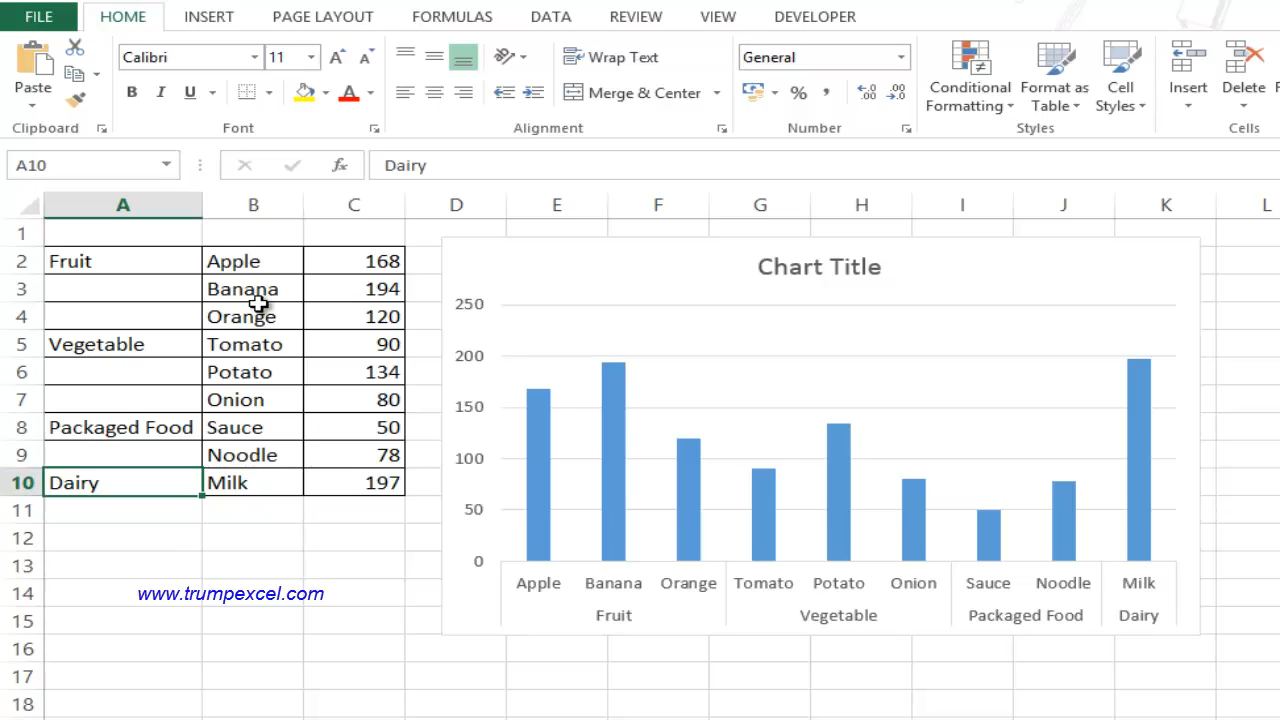 FILE HOME INSERT PAGE LAYOUT FORMULAS DATA REVIEW VIEW DEVELOPER
Calibri 11 A A Wrap Text General
Paste B I U A Merge & Center % , .00 Conditional Formatting Format as Table Cell Styles Insert Delete F
Clipboard Font Alignment Number Styles Cells
A10 fx Dairy
A B C D E F G H I J K L
1
2 Fruit Apple 168
3 Banana 194
4 Orange 120
5 Vegetable Tomato 90
6 Potato 134
7 Onion 80
8 Packaged Food Sauce 50
9 Noodle 78
10 Dairy Milk 197
11
12
13
14 www.trumpexcel.com
15
16
17
18
Chart Title
250
200
150
100
50
0
Apple Banana Orange Tomato Potato Onion Sauce Noodle Milk
Fruit Vegetable Packaged Food Dairy